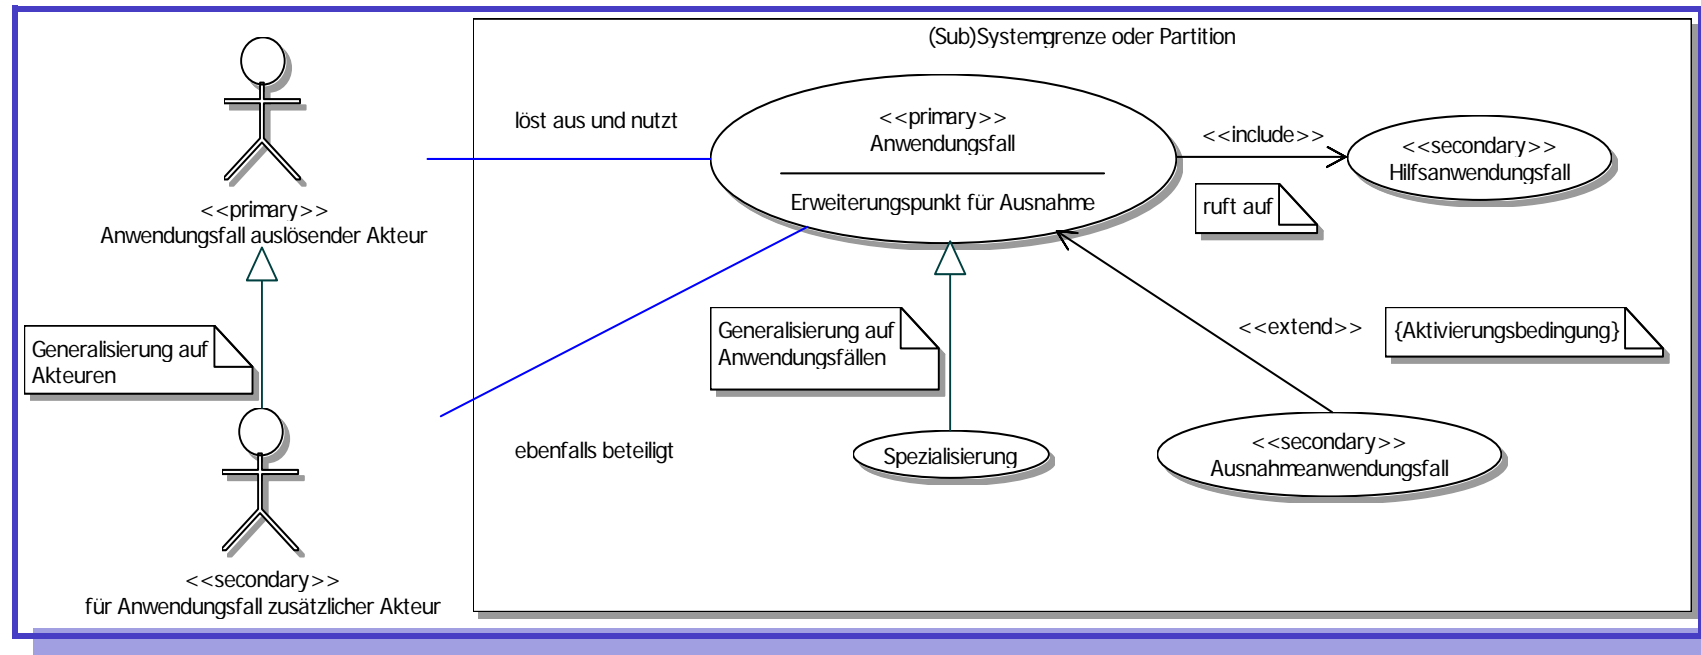 (Sub)Systemgrenze oder Partition
löst aus und nutzt
<<primary>>
Anwendungsfall
Erweiterungspunkt für Ausnahme
<<include>>
<<secondary>>
Hilfsanwendungsfall
ruft auf
<<primary>>
Anwendungsfall auslösender Akteur
Generalisierung auf
Akteuren
Generalisierung auf
Anwendungsfällen
<<extend>>
{Aktivierungsbedingung}
ebenfalls beteiligt
Spezialisierung
<<secondary>>
Ausnahmeanwendungsfall
<<secondary>>
für Anwendungsfall zusätzlicher Akteur